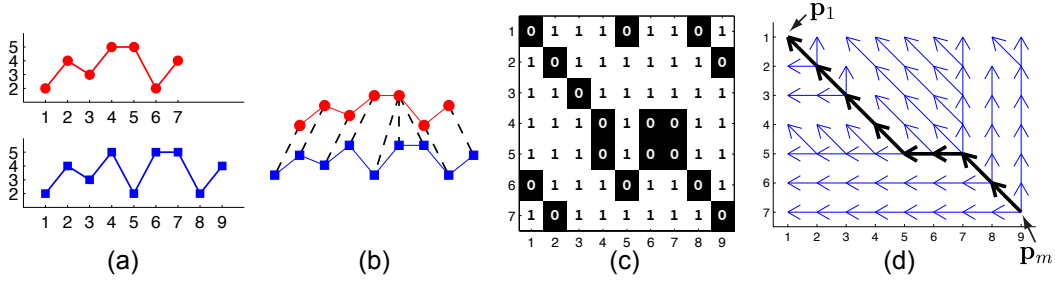 5
4
3
2
1 2 3 4 5 6 7
5
4
3
2
1 2 3 4 5 6 7 8 9
(a)
(b)
1 0 1 1 1 0 1 1 0 1
2 1 0 1 1 1 1 1 1 0
3 1 1 0 1 1 1 1 1 1
4 1 1 1 0 1 0 0 1 1
5 1 1 1 0 1 0 0 1 1
6 0 1 1 1 0 1 1 0 1
7 1 0 1 1 1 1 1 1 0
1 2 3 4 5 6 7 8 9
(c)
p₁
1
2
3
4
5
6
7
1 2 3 4 5 6 7 8 9
pₘ
(d)